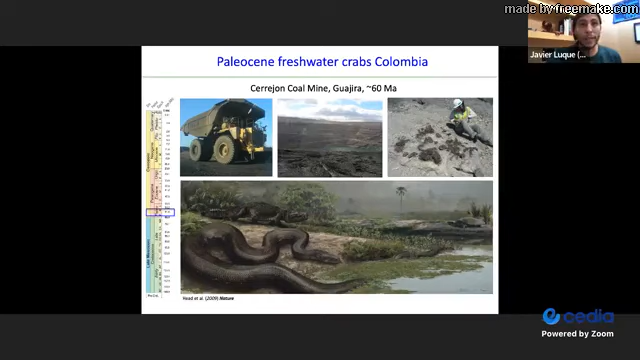 made by freemake.com
Javier Luque (...
Paleocene freshwater crabs Colombia
Cerrejon Coal Mine, Guajira, ~60 Ma
Head et al. (2009) Nature
cedia
Powered by Zoom